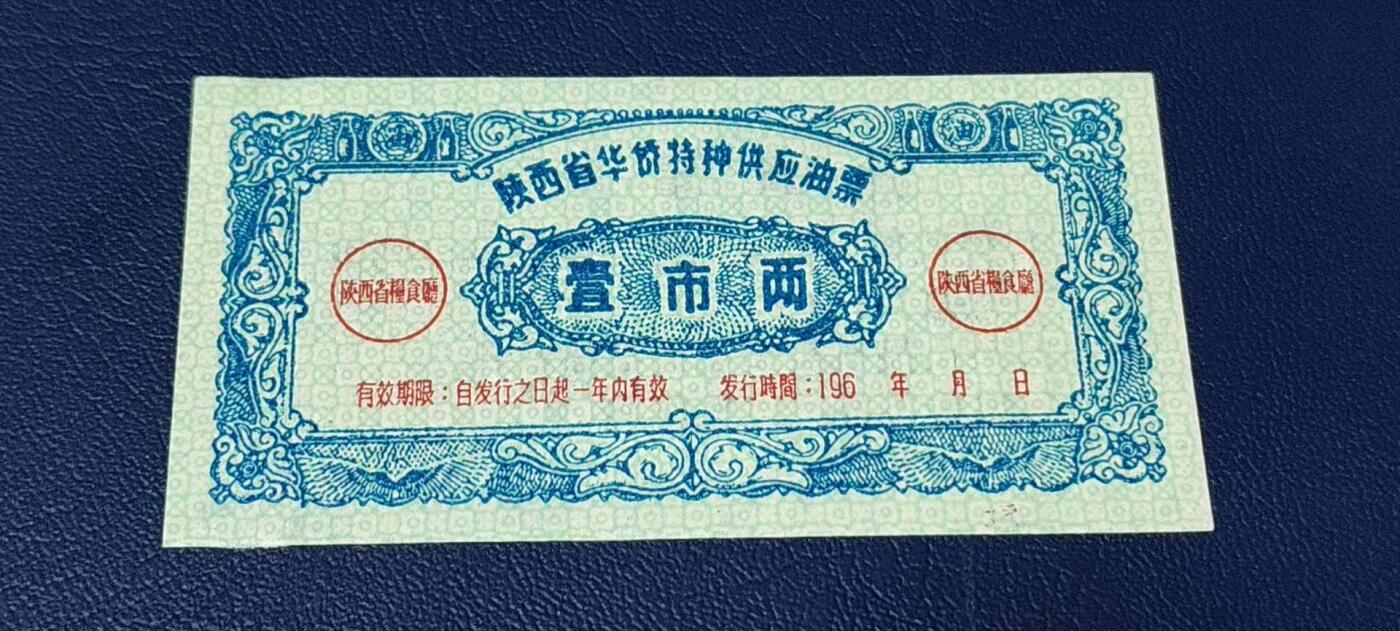 油 油
陕西省华侨特种供应油票
壹市两
陕西省糧食廳 陕西省糧食廳
有效期限：自发行之日起一年内有效 发行時間：196 年 月 日